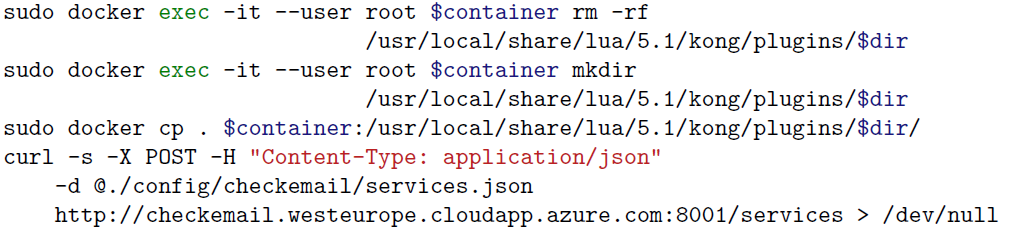 sudo docker exec -it --user root $container rm -rf
/usr/local/share/lua/5.1/kong/plugins/$dir
sudo docker exec -it --user root $container mkdir
/usr/local/share/lua/5.1/kong/plugins/$dir
sudo docker cp . $container:/usr/local/share/lua/5.1/kong/plugins/$dir/
curl -s -X POST -H "Content-Type: application/json"
-d @./config/checkemail/services.json
http://checkemail.westeurope.cloudapp.azure.com:8001/services > /dev/null